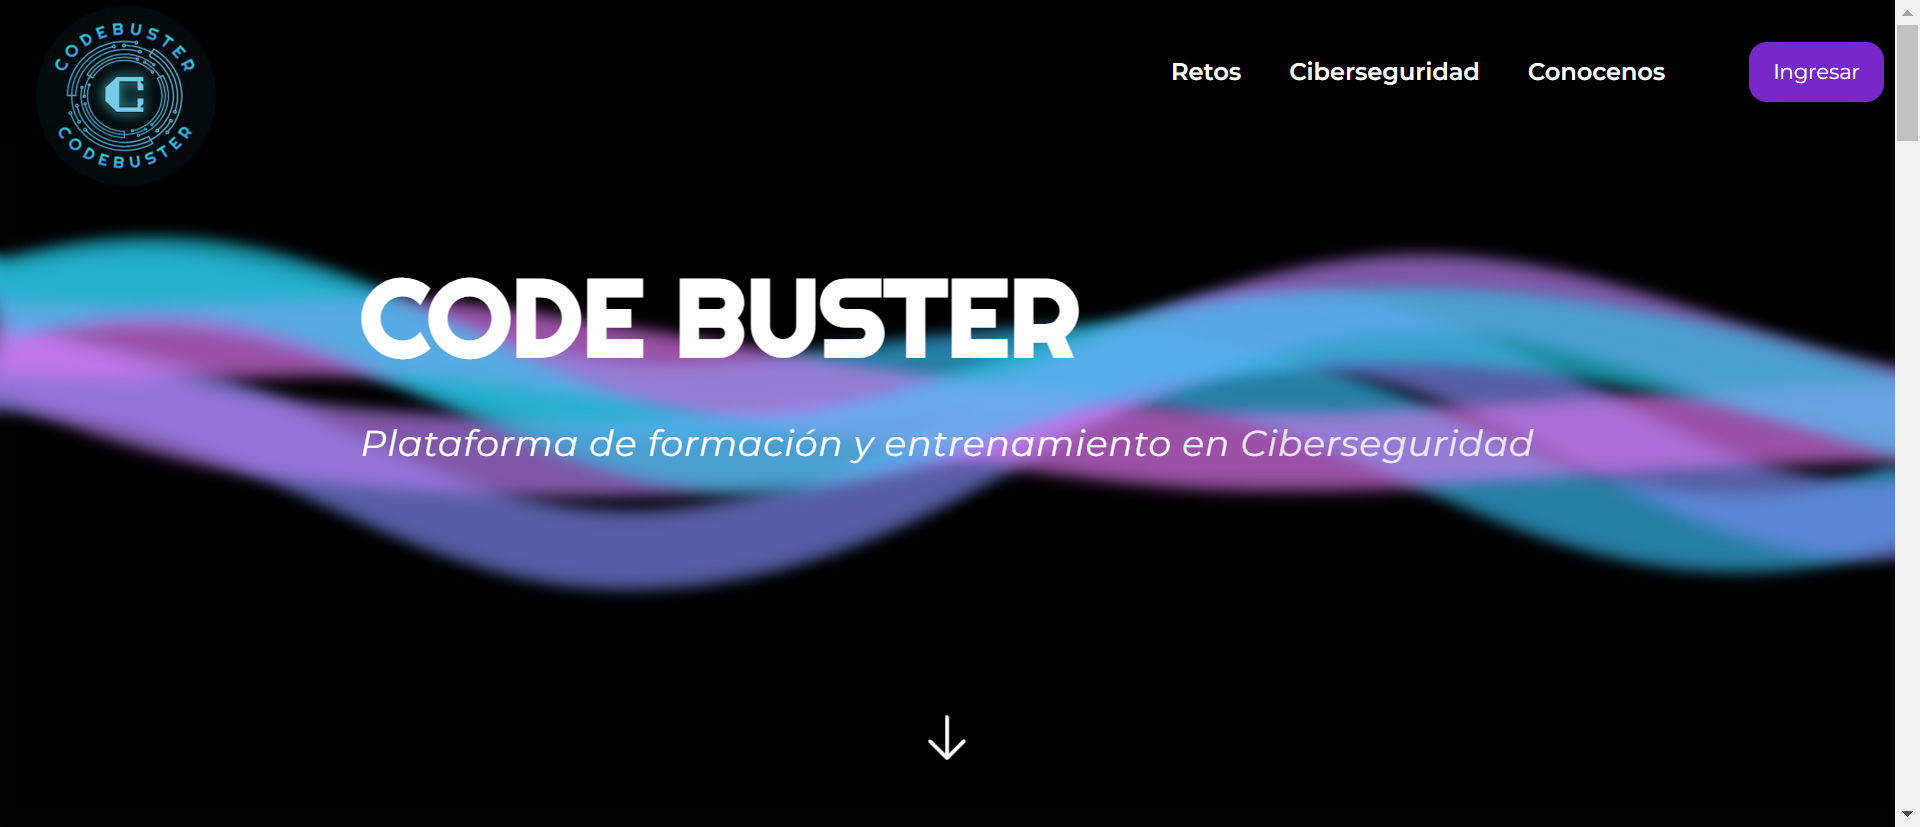 CODEBUSTER
CODEBUSTER
Retos Ciberseguridad Conocenos Ingresar
CODE BUSTER
Plataforma de formación y entrenamiento en Ciberseguridad